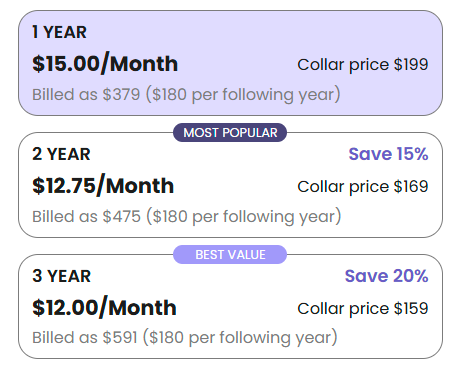 1 YEAR
$15.00/Month Collar price $199
Billed as $379 ($180 per following year)
MOST POPULAR
2 YEAR Save 15%
$12.75/Month Collar price $169
Billed as $475 ($180 per following year)
BEST VALUE
3 YEAR Save 20%
$12.00/Month Collar price $159
Billed as $591 ($180 per following year)